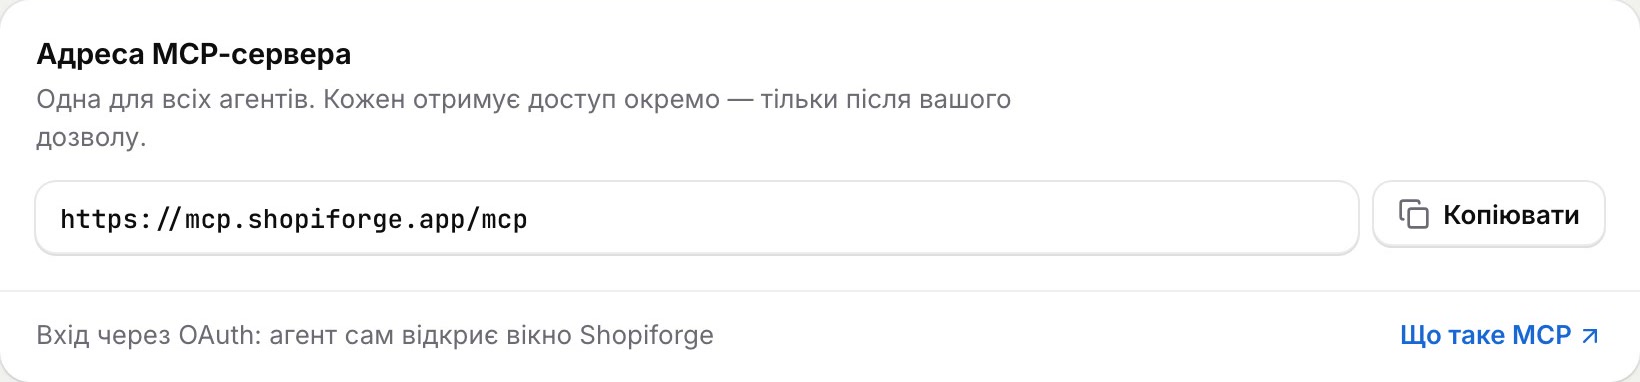 Адреса MCP-сервера
Одна для всіх агентів. Кожен отримує доступ окремо — тільки після вашого
дозволу.
https://mcp.shopiforge.app/mcp
Копіювати
Вхід через OAuth: агент сам відкриє вікно Shopiforge
Що таке MCP ↗